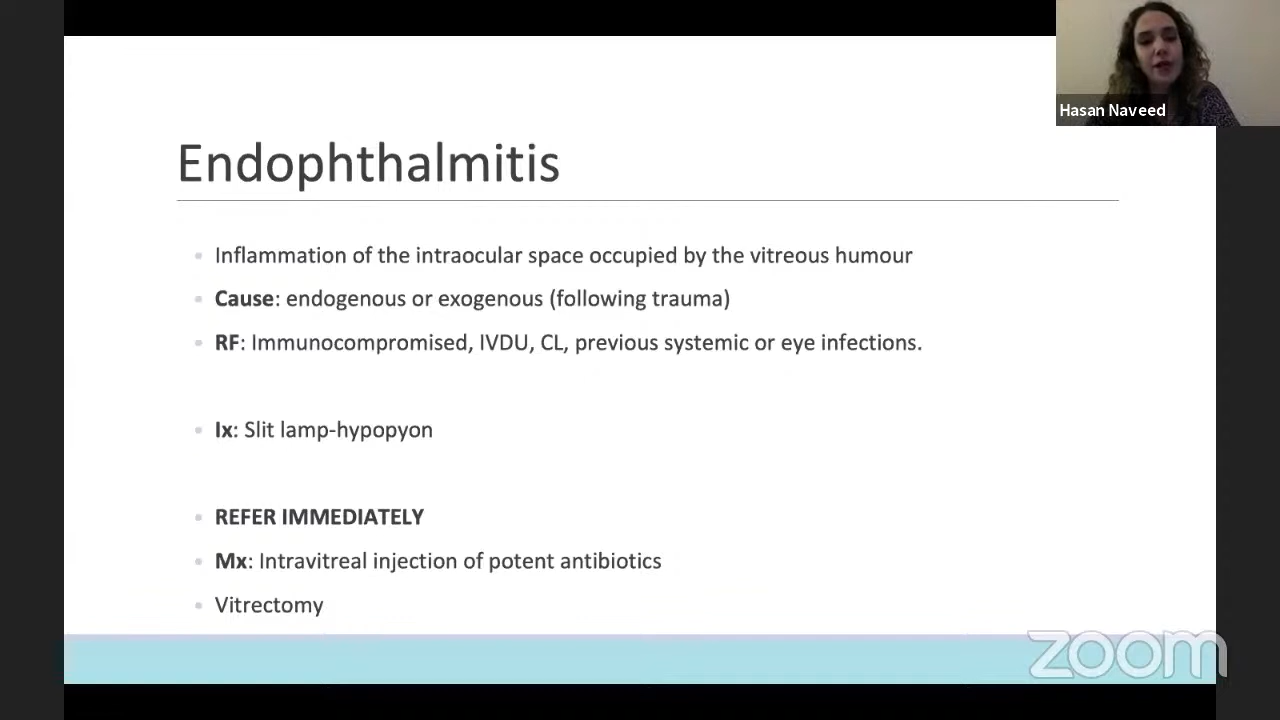 Hasan Naveed
Endophthalmitis
Inflammation of the intraocular space occupied by the vitreous humour
Cause: endogenous or exogenous (following trauma)
RF: Immunocompromised, IVDU, CL, previous systemic or eye infections.
Ix: Slit lamp-hypopyon
REFER IMMEDIATELY
Mx: Intravitreal injection of potent antibiotics
Vitrectomy
zoom